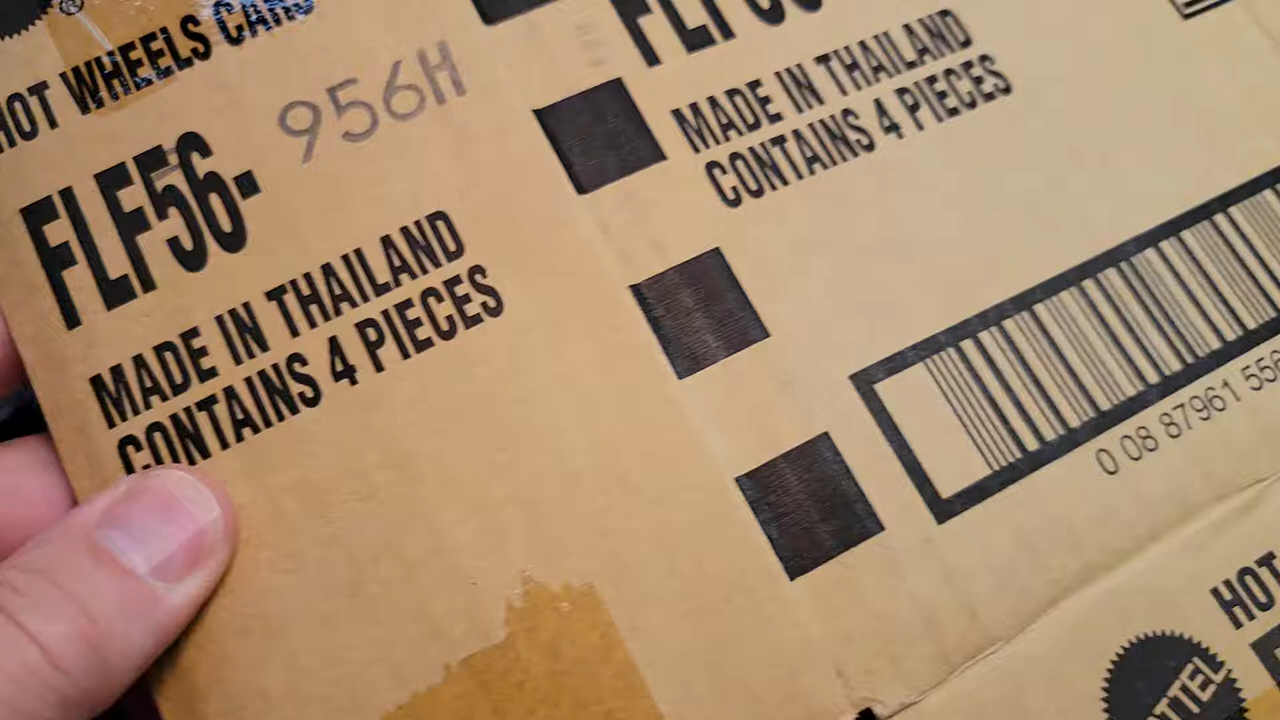 HOT WHEELS CARS
FLF56- 956H
MADE IN THAILAND
CONTAINS 4 PIECES
MADE IN THAILAND
CONTAINS 4 PIECES
0 08 87961 556
HOT